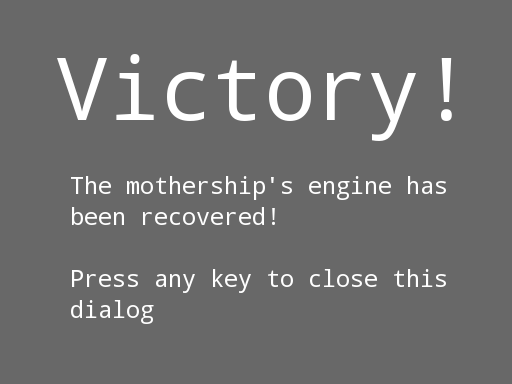 Victory!
The mothership's engine has
been recovered!
Press any key to close this
dialog